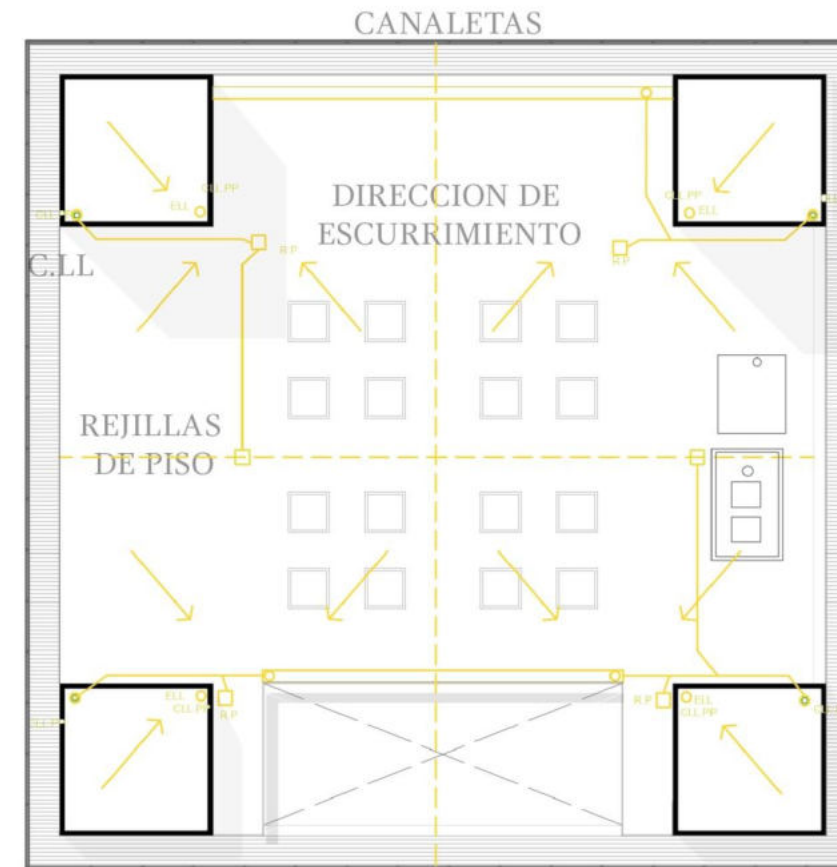 CANALETAS
DIRECCION DE
ESCURRIMIENTO
CLL.PP
ELL
CLL.PP
ELL
R.P
R.P
C.LL
REJILLAS
DE PISO
ELL
CLL.PP
R.P
R.P
ELL
CLL.PP